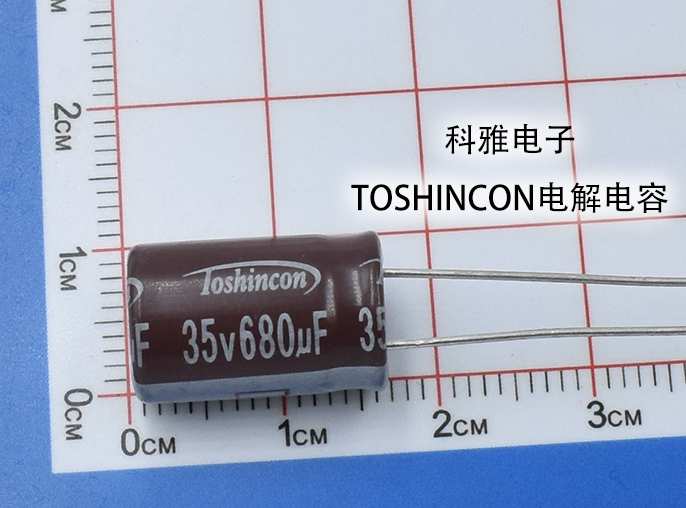 2CM
科雅电子
TOSHINCON电解电容
1CM
Toshincon
µF 35v680µF 35
0CM
0CM 1CM 2CM 3CM